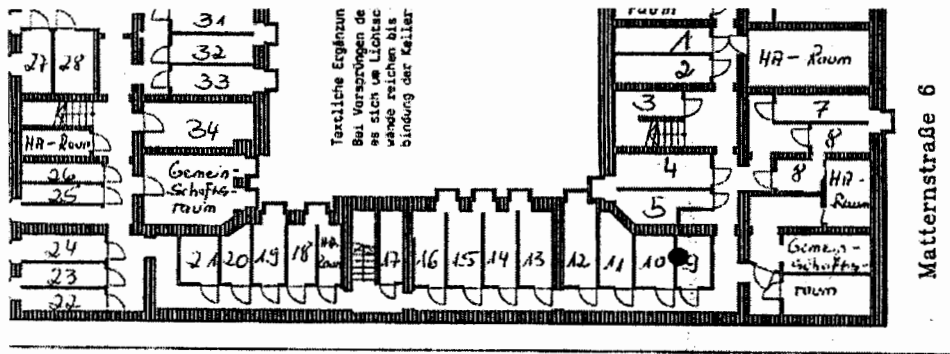 31
raum
27
28
32
33
1
2
HA-Raum
Textliche Ergänzun
Bei Vorsprüngen de
es sich um Lichtsc
wände reichen bis
bindung der Keller
3
7
34
HA-Raum
8
4
8
HA-
Raum
26
25
Gemein-
schafts-
raum
5
24
23
22
21
20
19
18
HA-
Raum
17
16
15
14
13
12
11
10
9
Gemein-
schafts-
raum
Matternstraße 6